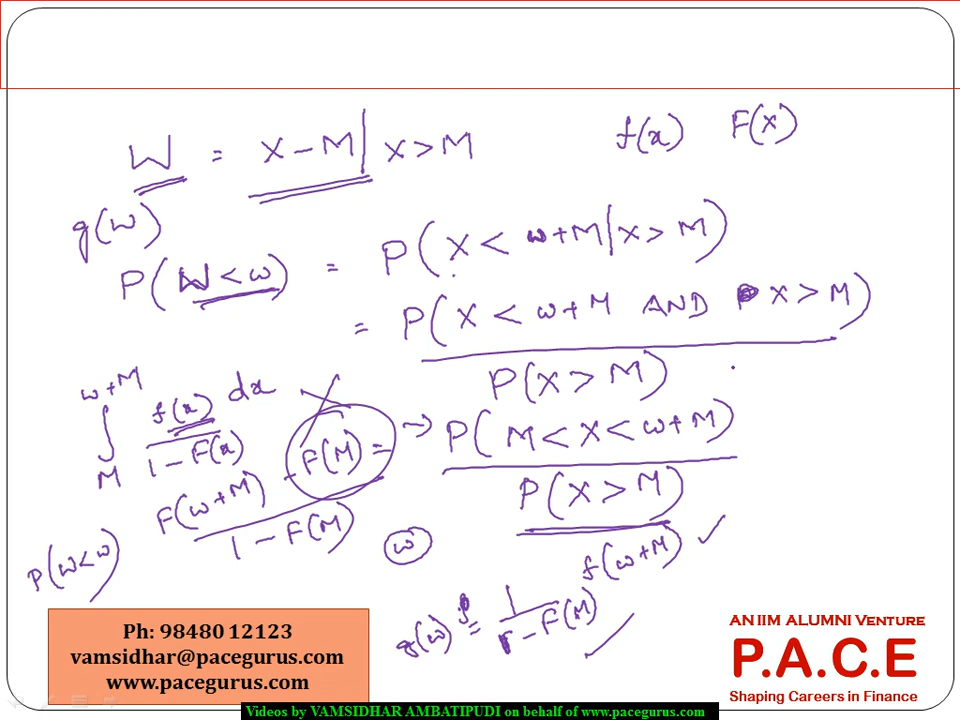 W = X - M | X > M
f(x) F(X)
g(W)
P(W < w) = P(X < w+M | X > M)
= P(X < w+M AND X > M)
P(X > M)
w+M
∫ f(x) dx
M 1 - F(x)
→ P(M < X < w+M)
P(X > M)
F(w+M) - F(M) =
1 - F(M)
P(W < w)
w
f(w+M) ✓
g(w) = 1
1 - F(M)
Ph: 98480 12123
vamsidhar@pacegurus.com
www.pacegurus.com
AN IIM ALUMNI VENTURE
P.A.C.E
Shaping Careers in Finance
Videos by VAMSIDHAR AMBATIPUDI on behalf of www.pacegurus.com